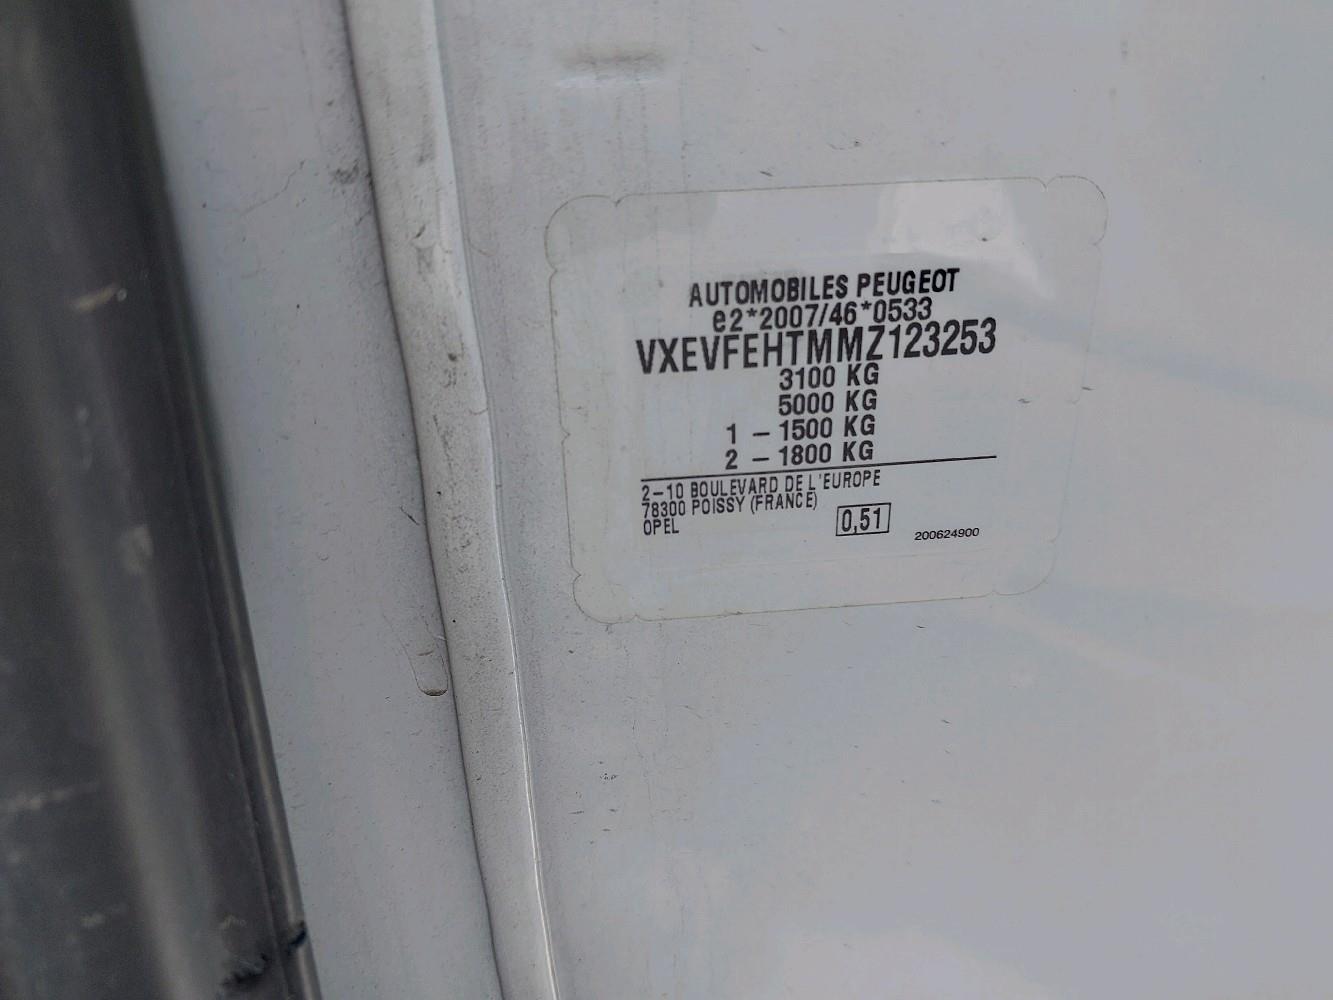 AUTOMOBILES PEUGEOT
e2*2007/46*0533
VXEVFEHTMMZ123253
3100 KG
5000 KG
1 – 1500 KG
2 – 1800 KG
2–10 BOULEVARD DE L'EUROPE
78300 POISSY (FRANCE)
OPEL
0,51
200624900